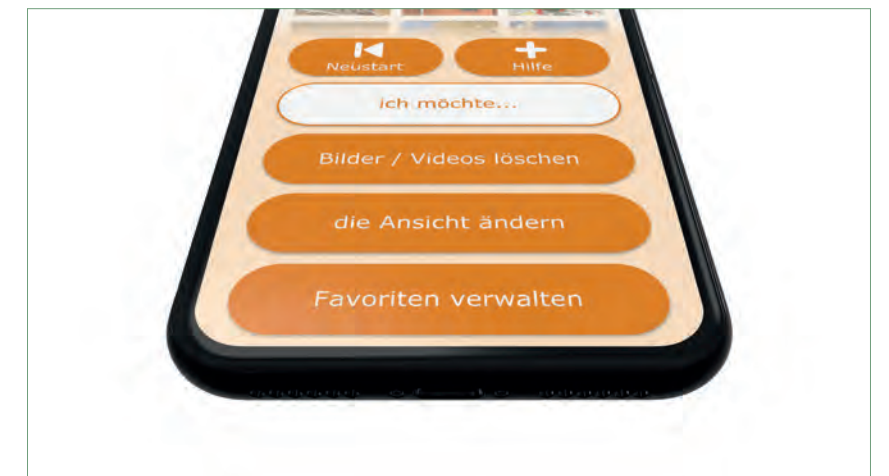 Neustart
Hilfe
ich möchte...
Bilder / Videos löschen
die Ansicht ändern
Favoriten verwalten